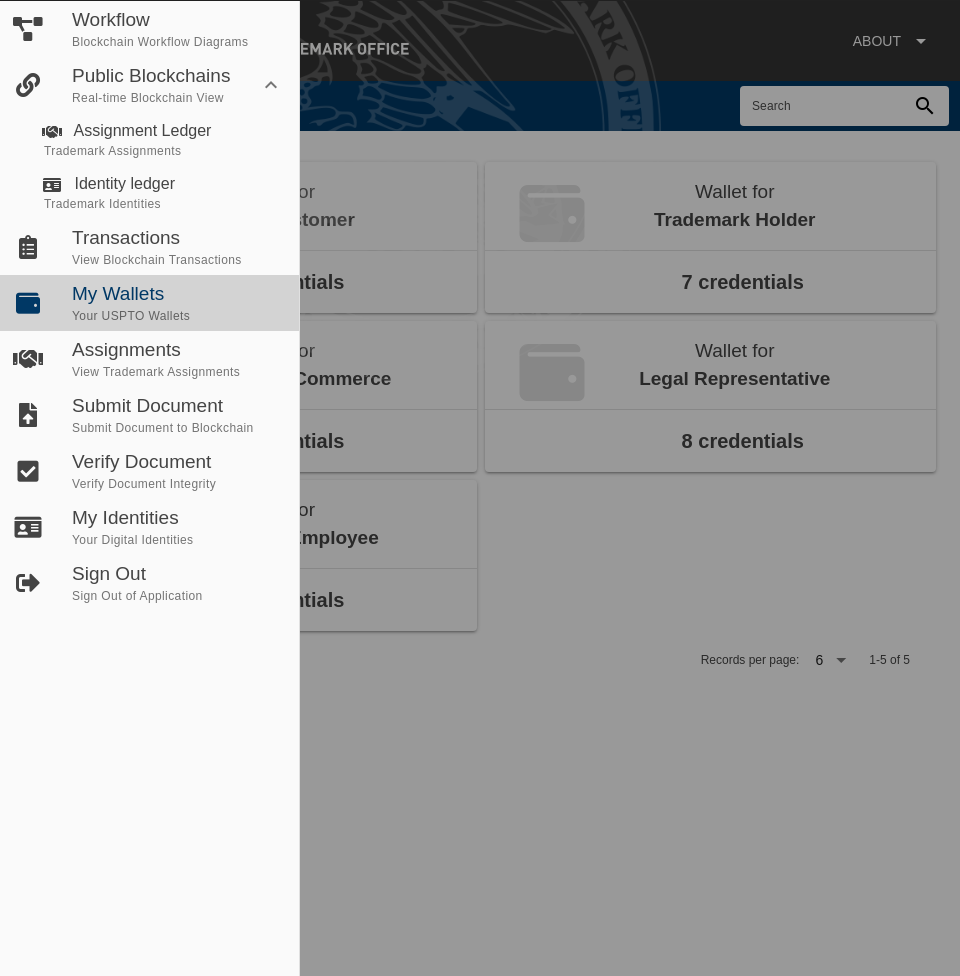 Workflow
Blockchain Workflow Diagrams
Public Blockchains
Real-time Blockchain View
Assignment Ledger
Trademark Assignments
Identity ledger
Trademark Identities
Transactions
View Blockchain Transactions
My Wallets
Your USPTO Wallets
Assignments
View Trademark Assignments
Submit Document
Submit Document to Blockchain
Verify Document
Verify Document Integrity
My Identities
Your Digital Identities
Sign Out
Sign Out of Application
EMARK OFFICE
ABOUT
Search
or
stomer
ntials
Wallet for
Trademark Holder
7 credentials
or
Commerce
ntials
Wallet for
Legal Representative
8 credentials
or
Employee
ntials
Records per page: 6 1-5 of 5